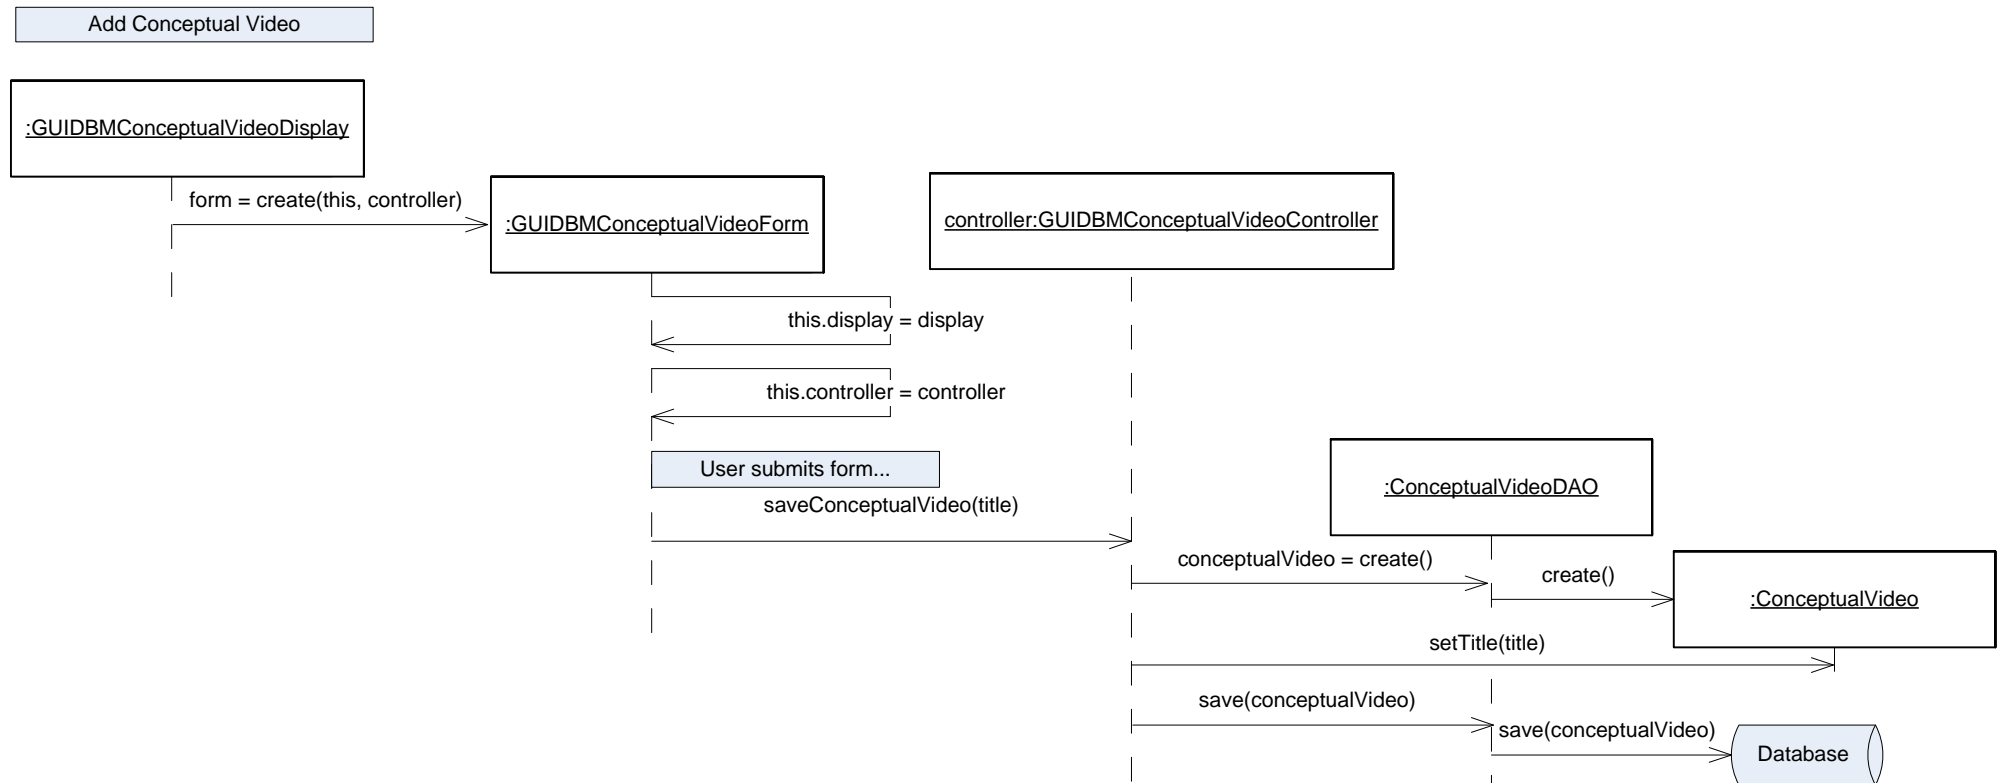 Add Conceptual Video
:GUIDBMConceptualVideoDisplay
form = create(this, controller)
:GUIDBMConceptualVideoForm
controller:GUIDBMConceptualVideoController
this.display = display
this.controller = controller
User submits form...
saveConceptualVideo(title)
:ConceptualVideoDAO
conceptualVideo = create()
create()
:ConceptualVideo
setTitle(title)
save(conceptualVideo)
save(conceptualVideo)
Database